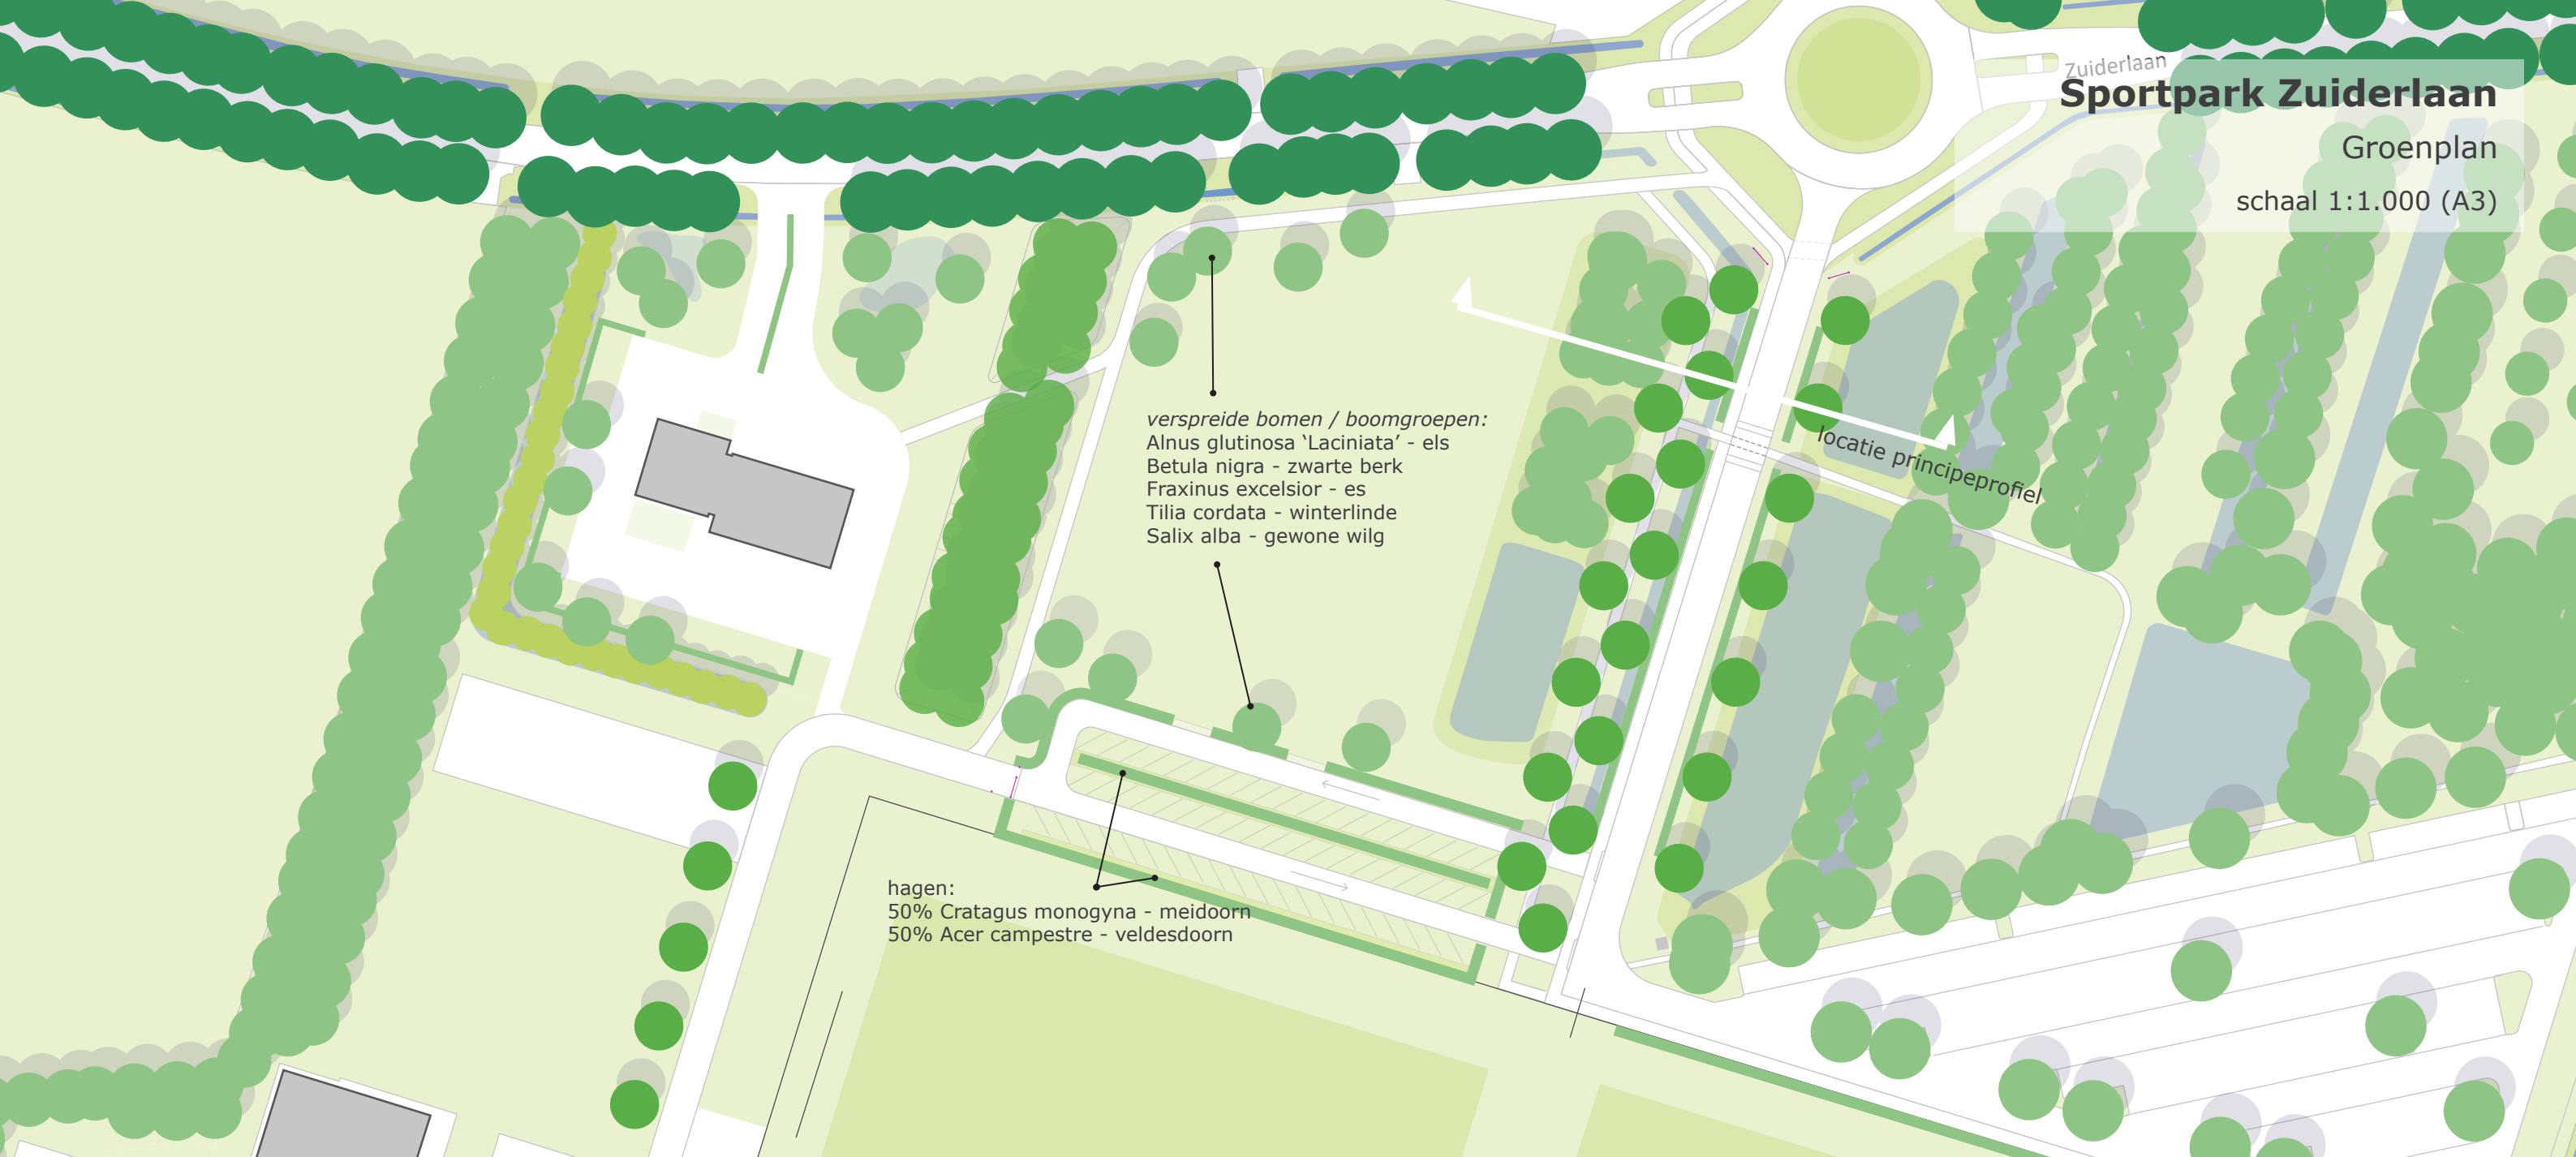 Zuiderlaan
Sportpark Zuiderlaan
Groenplan
schaal 1:1.000 (A3)
verspreide bomen / boomgroepen:
Alnus glutinosa ‘Laciniata’ - els
Betula nigra - zwarte berk
Fraxinus excelsior - es
Tilia cordata - winterlinde
Salix alba - gewone wilg
locatie principeprofiel
hagen:
50% Cratagus monogyna - meidoorn
50% Acer campestre - veldesdoorn